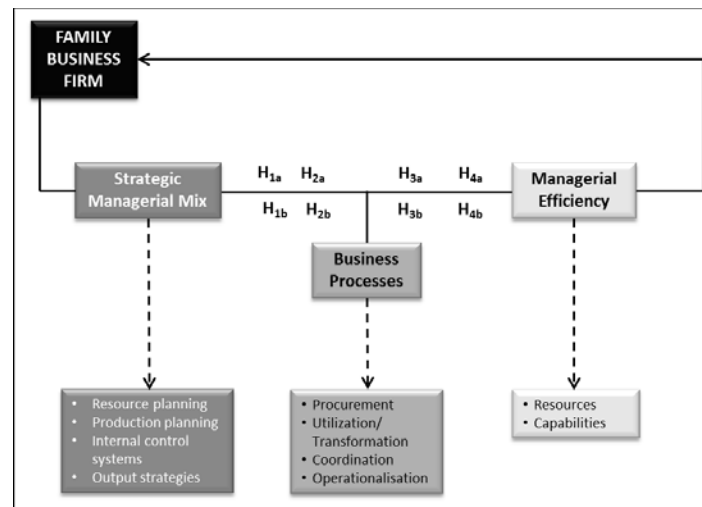 FAMILY
BUSINESS
FIRM
Strategic
Managerial Mix
H1a H2a H3a H4a
H1b H2b H3b H4b
Managerial
Efficiency
Business
Processes
• Resource planning
• Production planning
• Internal control
systems
• Output strategies
• Procurement
• Utilization/
Transformation
• Coordination
• Operationalisation
• Resources
• Capabilities